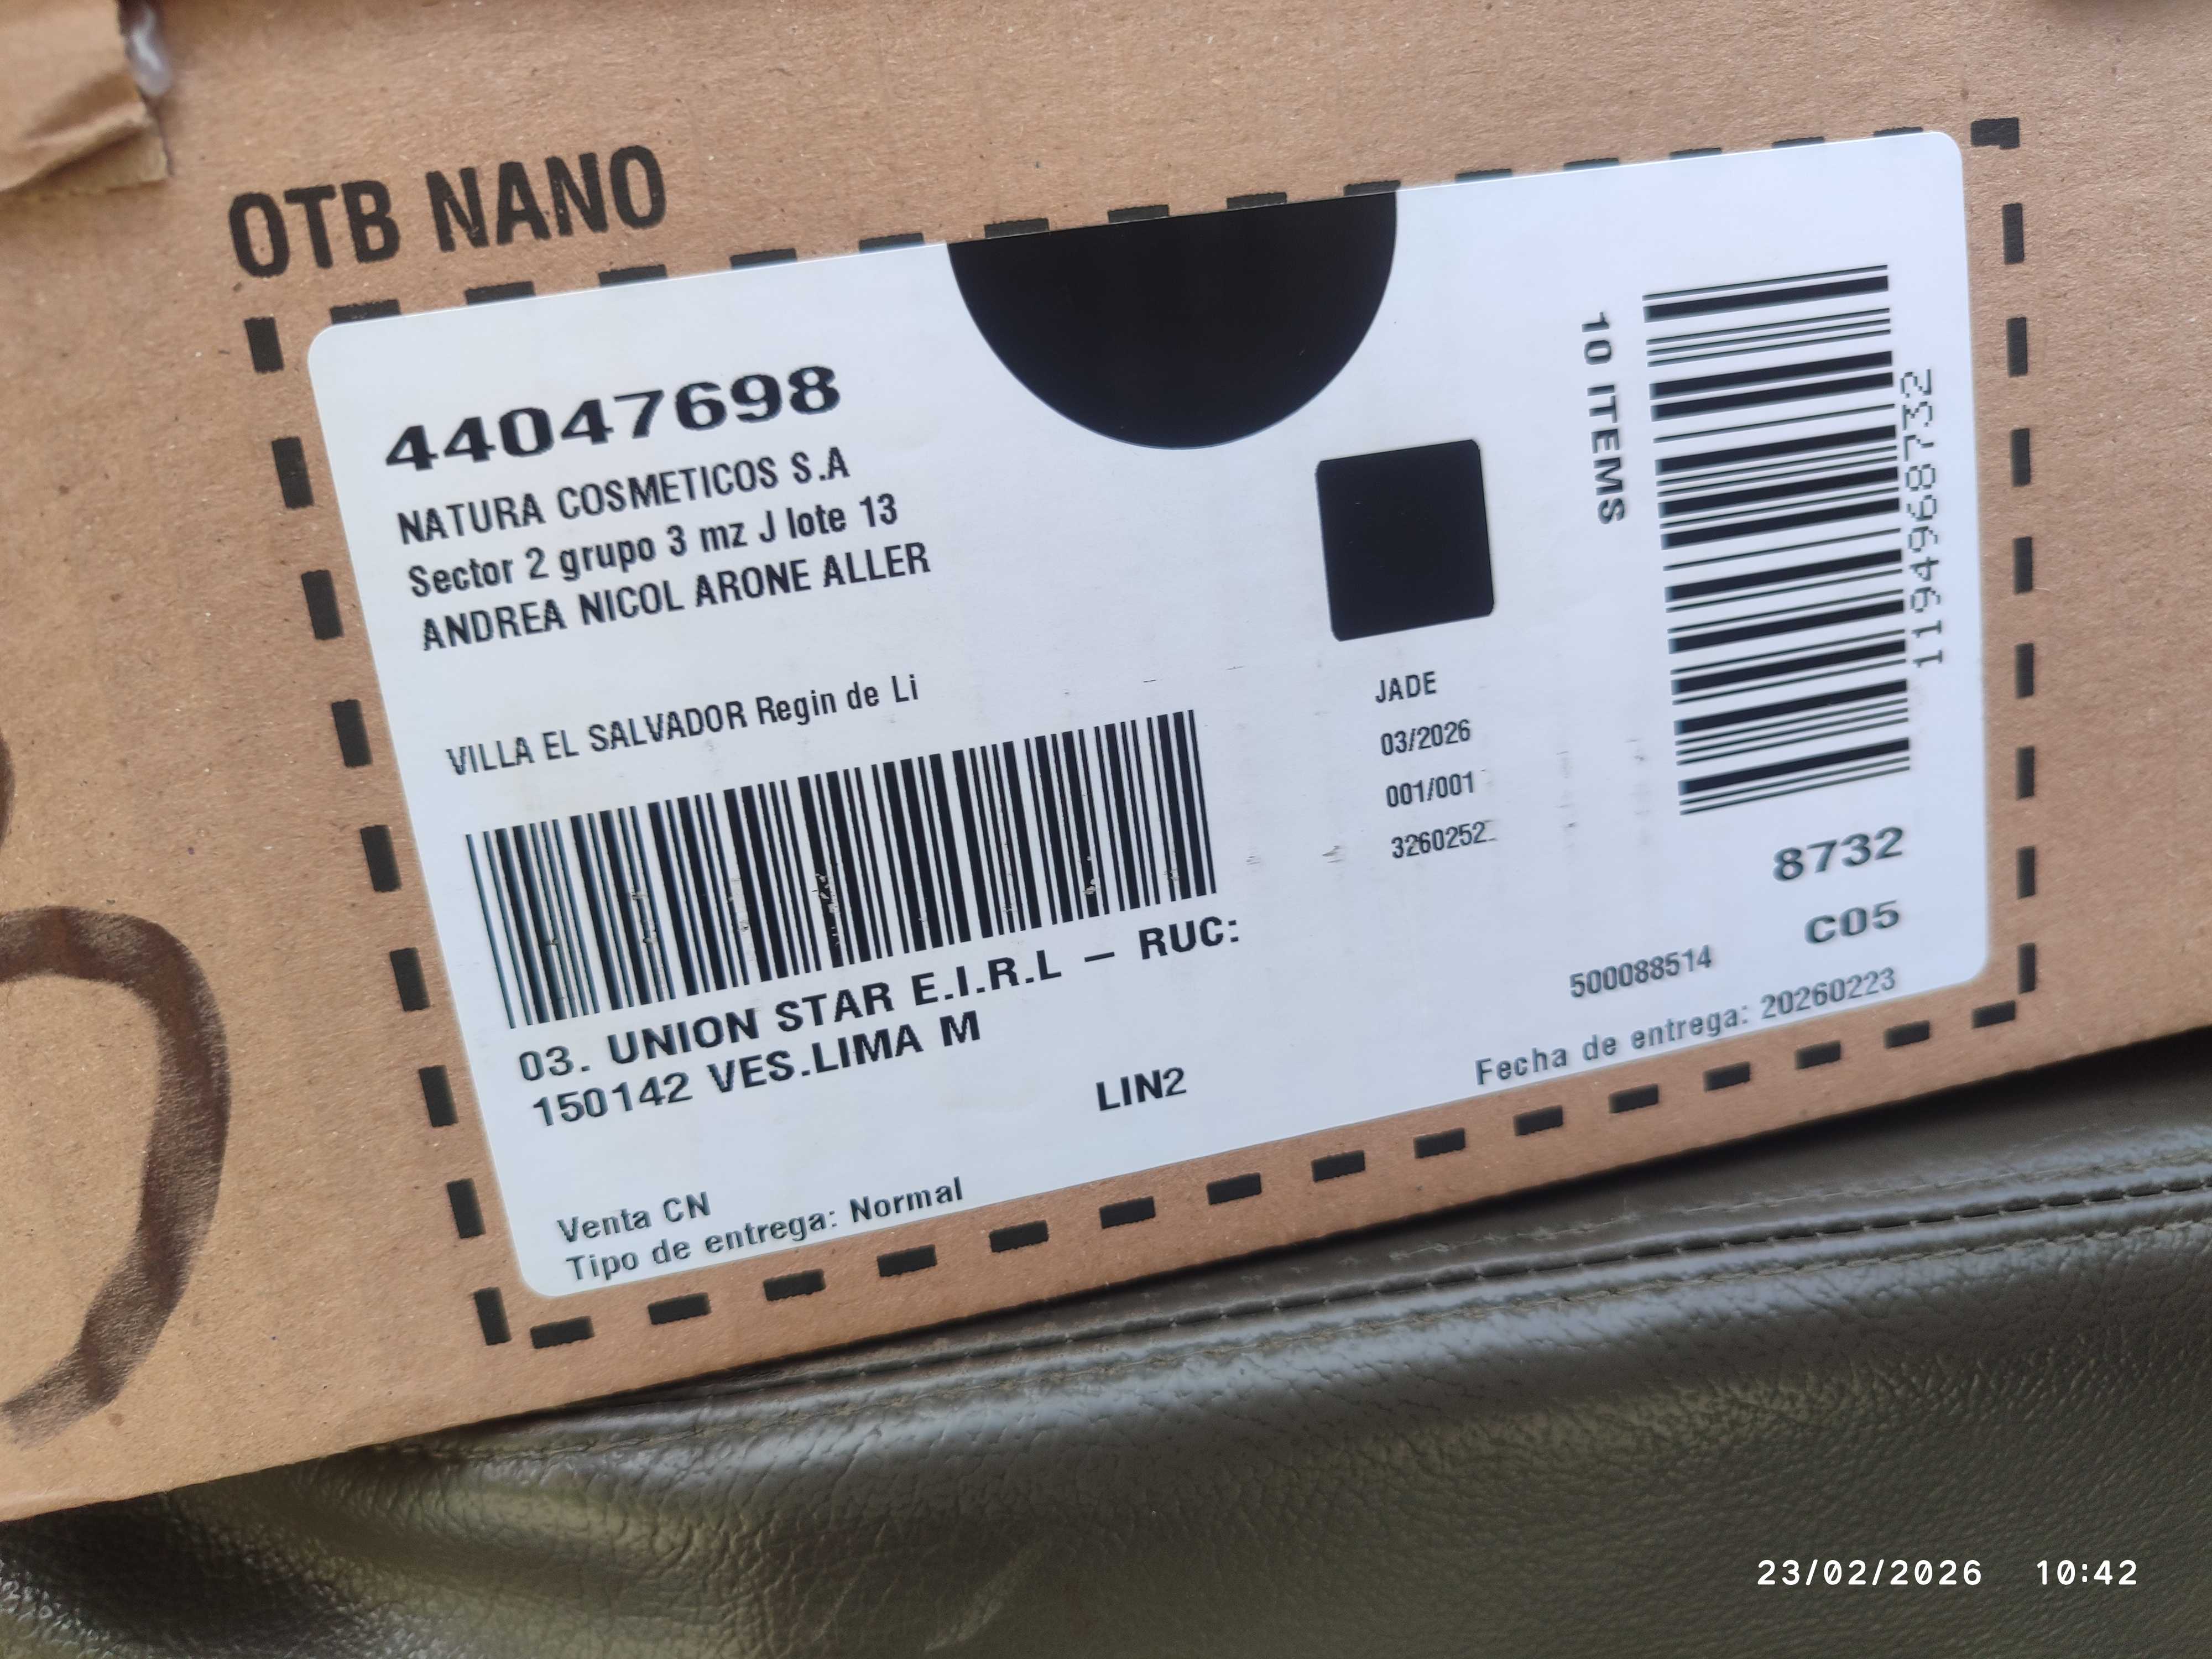 OTB NANO
44047698
NATURA COSMETICOS S.A
Sector 2 grupo 3 mz J lote 13
ANDREA NICOL ARONE ALLER
VILLA EL SALVADOR Regin de Li
03. UNION STAR E.I.R.L – RUC:
150142 VES.LIMA M
LIN2
Venta CN
Tipo de entrega: Normal
JADE
03/2026
001/001
3260252
10 ITEMS
1194968732
8732
C05
500088514
Fecha de entrega: 20260223
23/02/2026 10:42